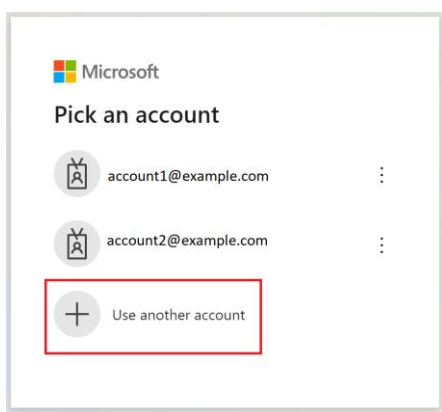 Microsoft
Pick an account
account1@example.com
account2@example.com
Use another account